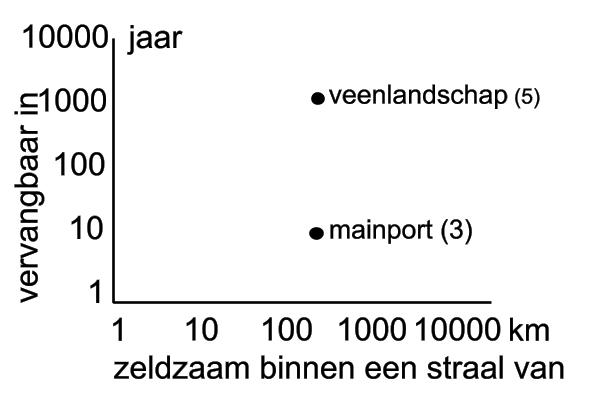 10000 jaar
vervangbaar in
1000
veenlandschap (5)
100
10
mainport (3)
1
1 10 100 1000 10000 km
zeldzaam binnen een straal van